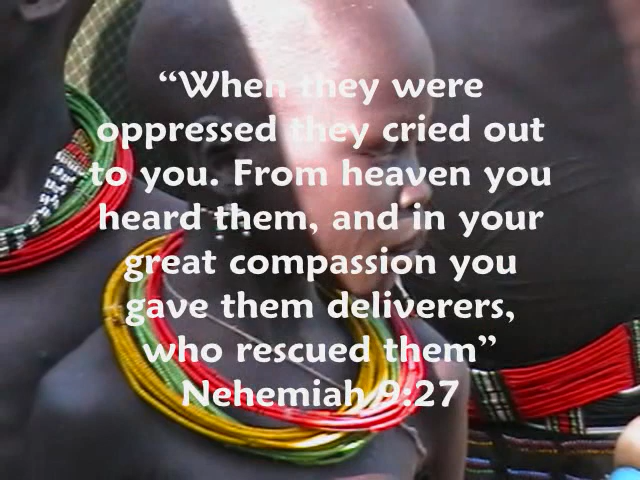 “When they were
oppressed they cried out
to you. From heaven you
heard them, and in your
great compassion you
gave them deliverers,
who rescued them”
Nehemiah 9:27